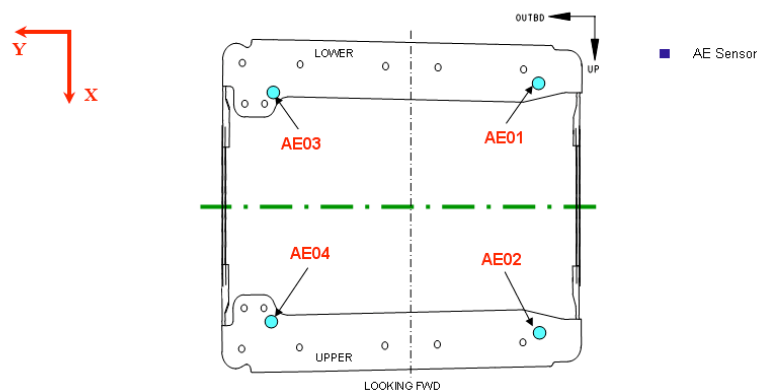 OUTBD
UP
Y
X
LOWER
AE Sensor
AE03
AE01
AE04
AE02
UPPER
LOOKING FWD